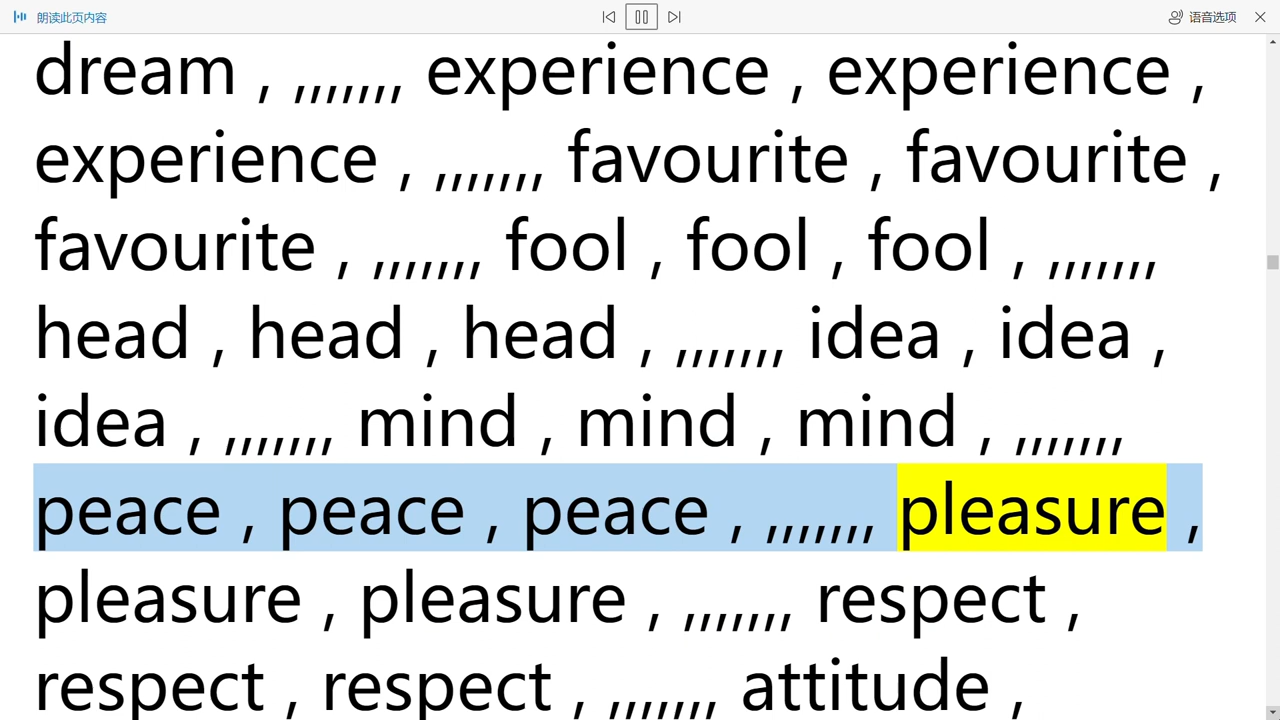 朗读此页内容
语音选项
dream , ,,,,,,, experience , experience ,
experience , ,,,,,,, favourite , favourite ,
favourite , ,,,,,,, fool , fool , fool , ,,,,,,,
head , head , head , ,,,,,,, idea , idea ,
idea , ,,,,,,, mind , mind , mind , ,,,,,,,
peace , peace , peace , ,,,,,,, pleasure ,
pleasure , pleasure , ,,,,,,, respect ,
respect , respect , ,,,,,,, attitude ,